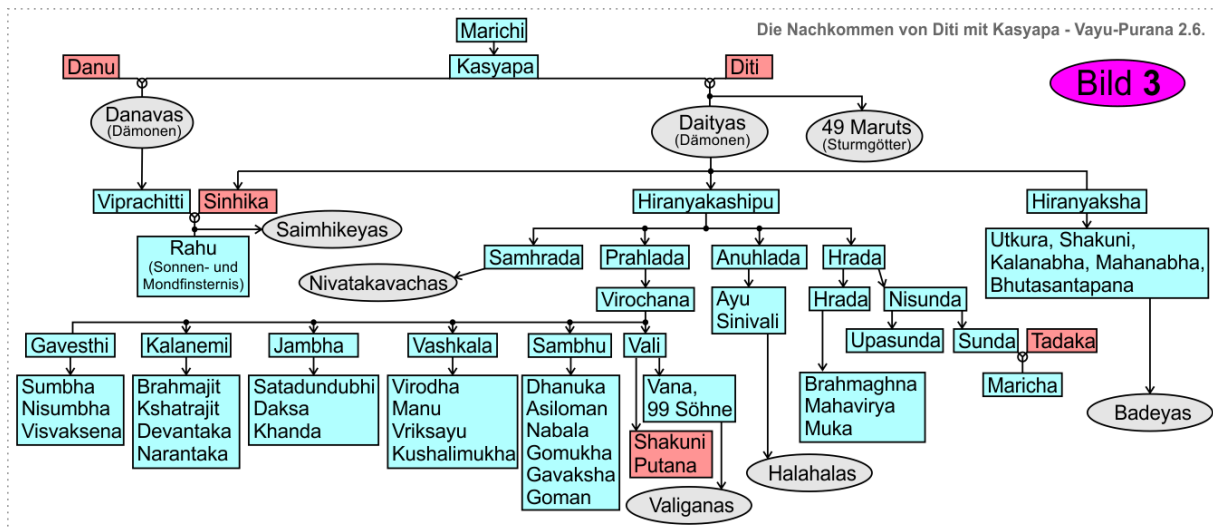 Die Nachkommen von Diti mit Kasyapa - Vayu-Purana 2.6.
Bild 3
Marichi
Danu
Kasyapa
Diti
Danavas
(Dämonen)
Daityas
(Dämonen)
49 Maruts
(Sturmgötter)
Viprachitti
Sinhika
Hiranyakashipu
Hiranyaksha
Saimhikeyas
Rahu
(Sonnen- und
Mondfinsternis)
Utkura, Shakuni,
Kalanabha, Mahanabha,
Bhutasantapana
Samhrada
Prahlada
Anuhlada
Hrada
Nivatakavachas
Virochana
Ayu
Sinivali
Hrada
Nisunda
Gavesthi
Kalanemi
Jambha
Vashkala
Sambhu
Vali
Upasunda
Sunda
Tadaka
Maricha
Sumbha
Nisumbha
Visvaksena
Brahmajit
Kshatrajit
Devantaka
Narantaka
Satadundubhi
Daksa
Khanda
Virodha
Manu
Vriksayu
Kushalimukha
Dhanuka
Asiloman
Nabala
Gomukha
Gavaksha
Goman
Vana,
99 Söhne
Shakuni
Putana
Brahmaghna
Mahavirya
Muka
Badeyas
Halahalas
Valiganas